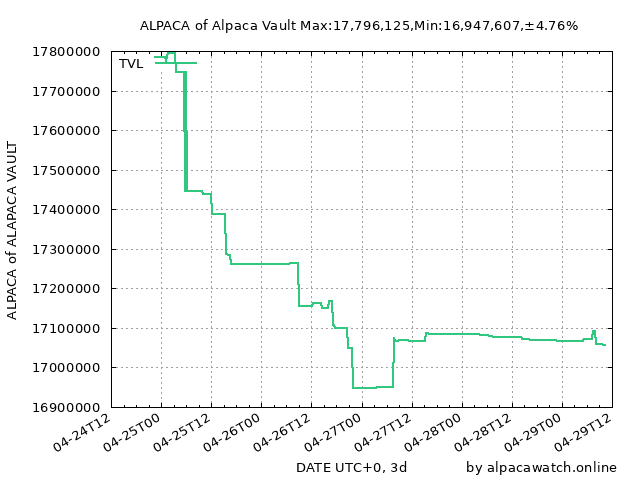 ALPACA of Alpaca Vault Max:17,796,125,Min:16,947,607,±4.76%
17800000
TVL
17700000
17600000
17500000
17400000
17300000
17200000
17100000
17000000
16900000
ALPACA of ALAPACA VAULT
04-24T12
04-25T00
04-25T12
04-26T00
04-26T12
04-27T00
04-27T12
04-28T00
04-28T12
04-29T00
04-29T12
DATE UTC+0, 3d
by alpacawatch.online